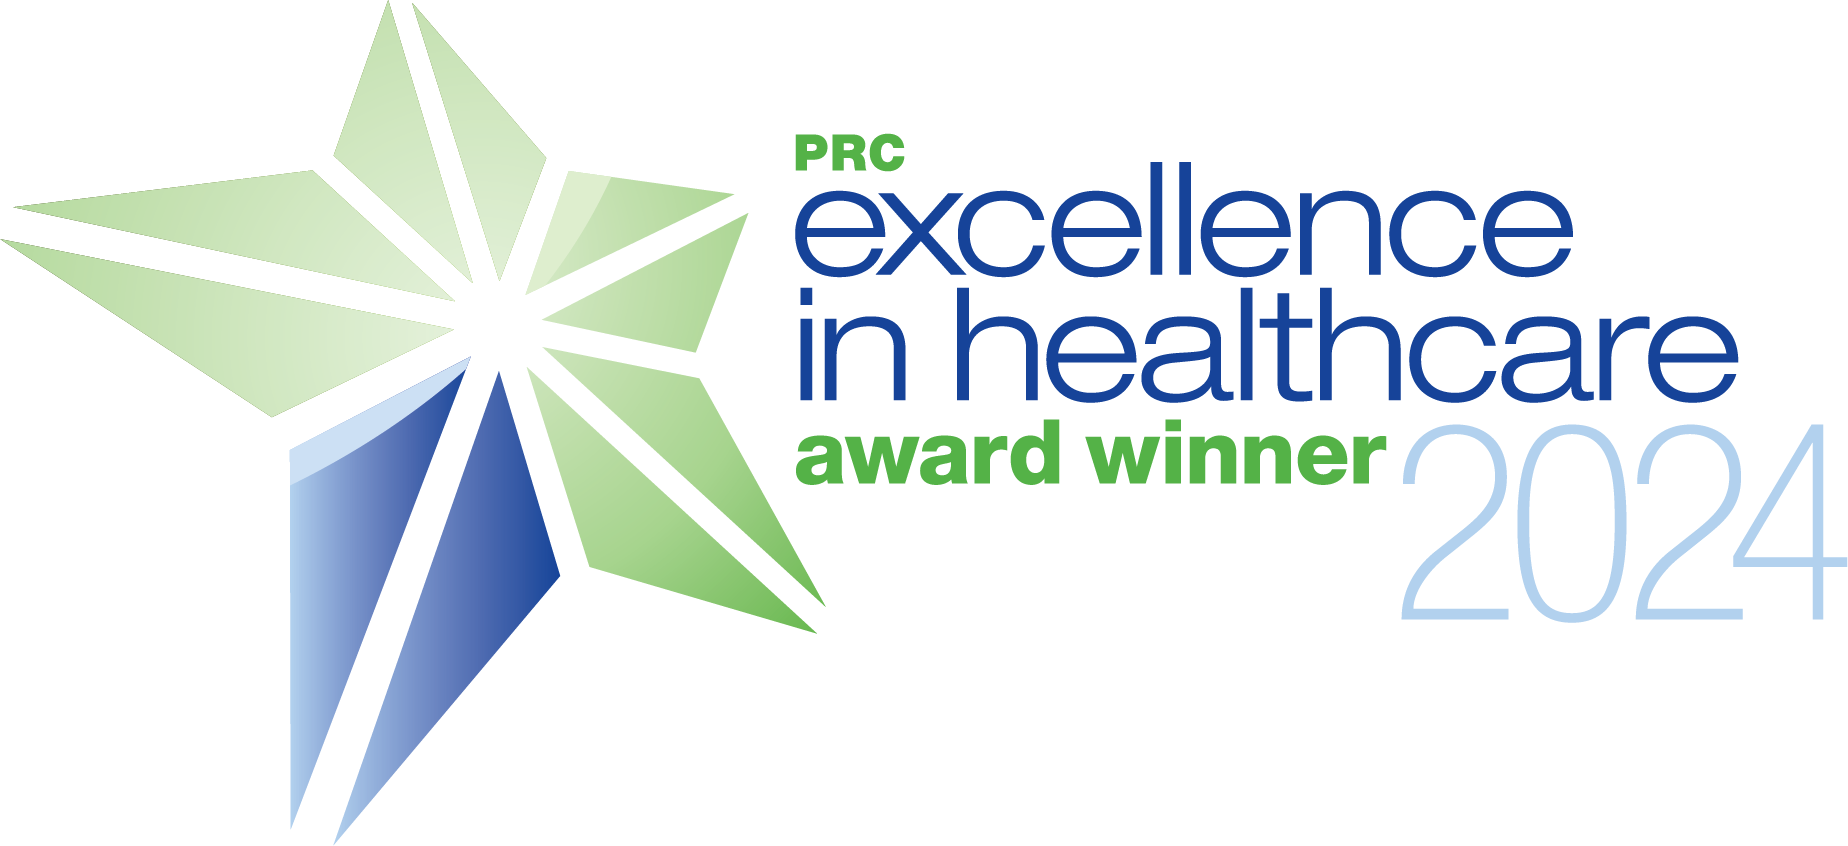 PRC
excellence
in healthcare
award winner
2024